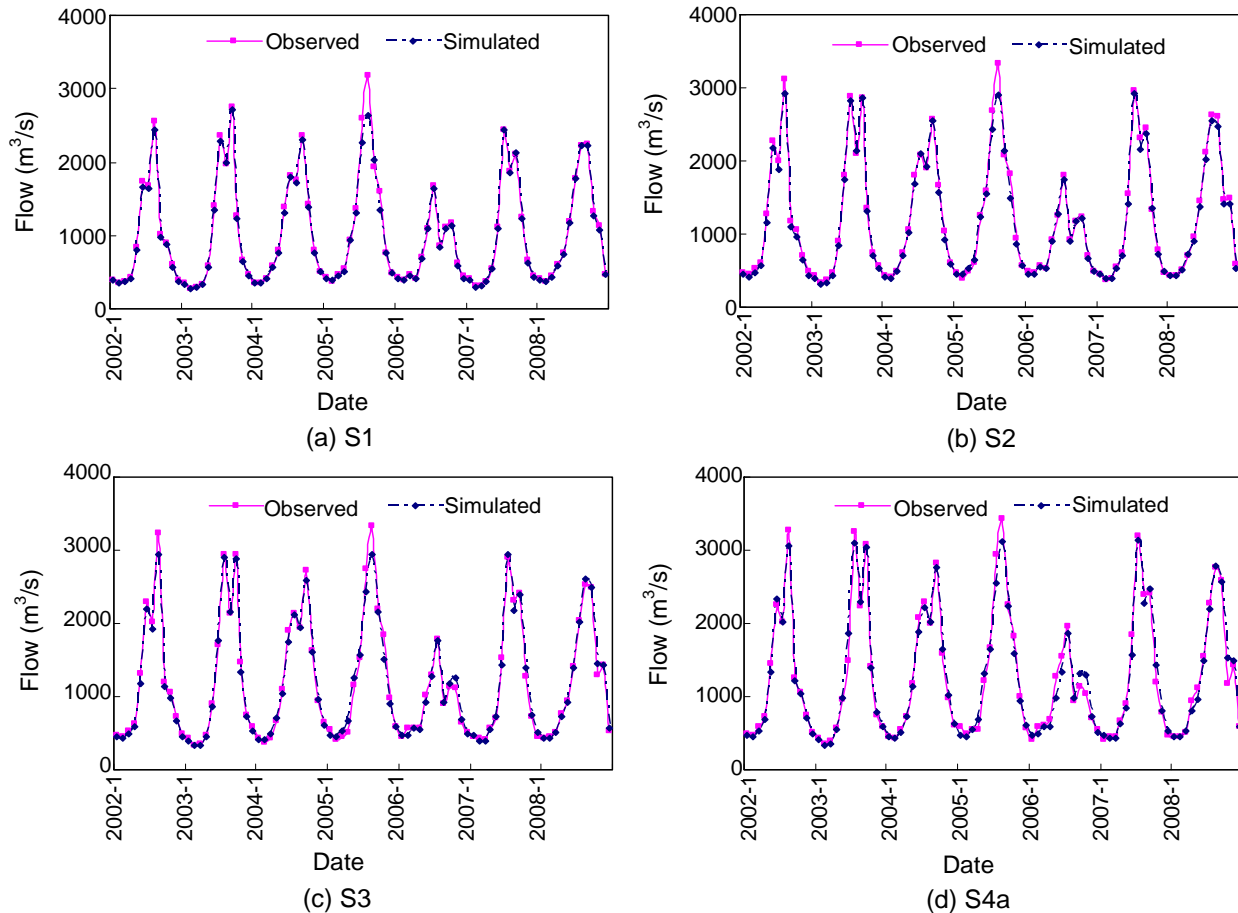 4000
3000
2000
1000
0
Flow (m³/s)
Observed
Simulated
2002-1
2003-1
2004-1
2005-1
2006-1
2007-1
2008-1
Date
(a) S1
4000
3000
2000
1000
0
Flow (m³/s)
Observed
Simulated
2002-1
2003-1
2004-1
2005-1
2006-1
2007-1
2008-1
Date
(b) S2
4000
3000
2000
1000
0
Flow (m³/s)
Observed
Simulated
2002-1
2003-1
2004-1
2005-1
2006-1
2007-1
2008-1
Date
(c) S3
4000
3000
2000
1000
0
Flow (m³/s)
Observed
Simulated
2002-1
2003-1
2004-1
2005-1
2006-1
2007-1
2008-1
Date
(d) S4a